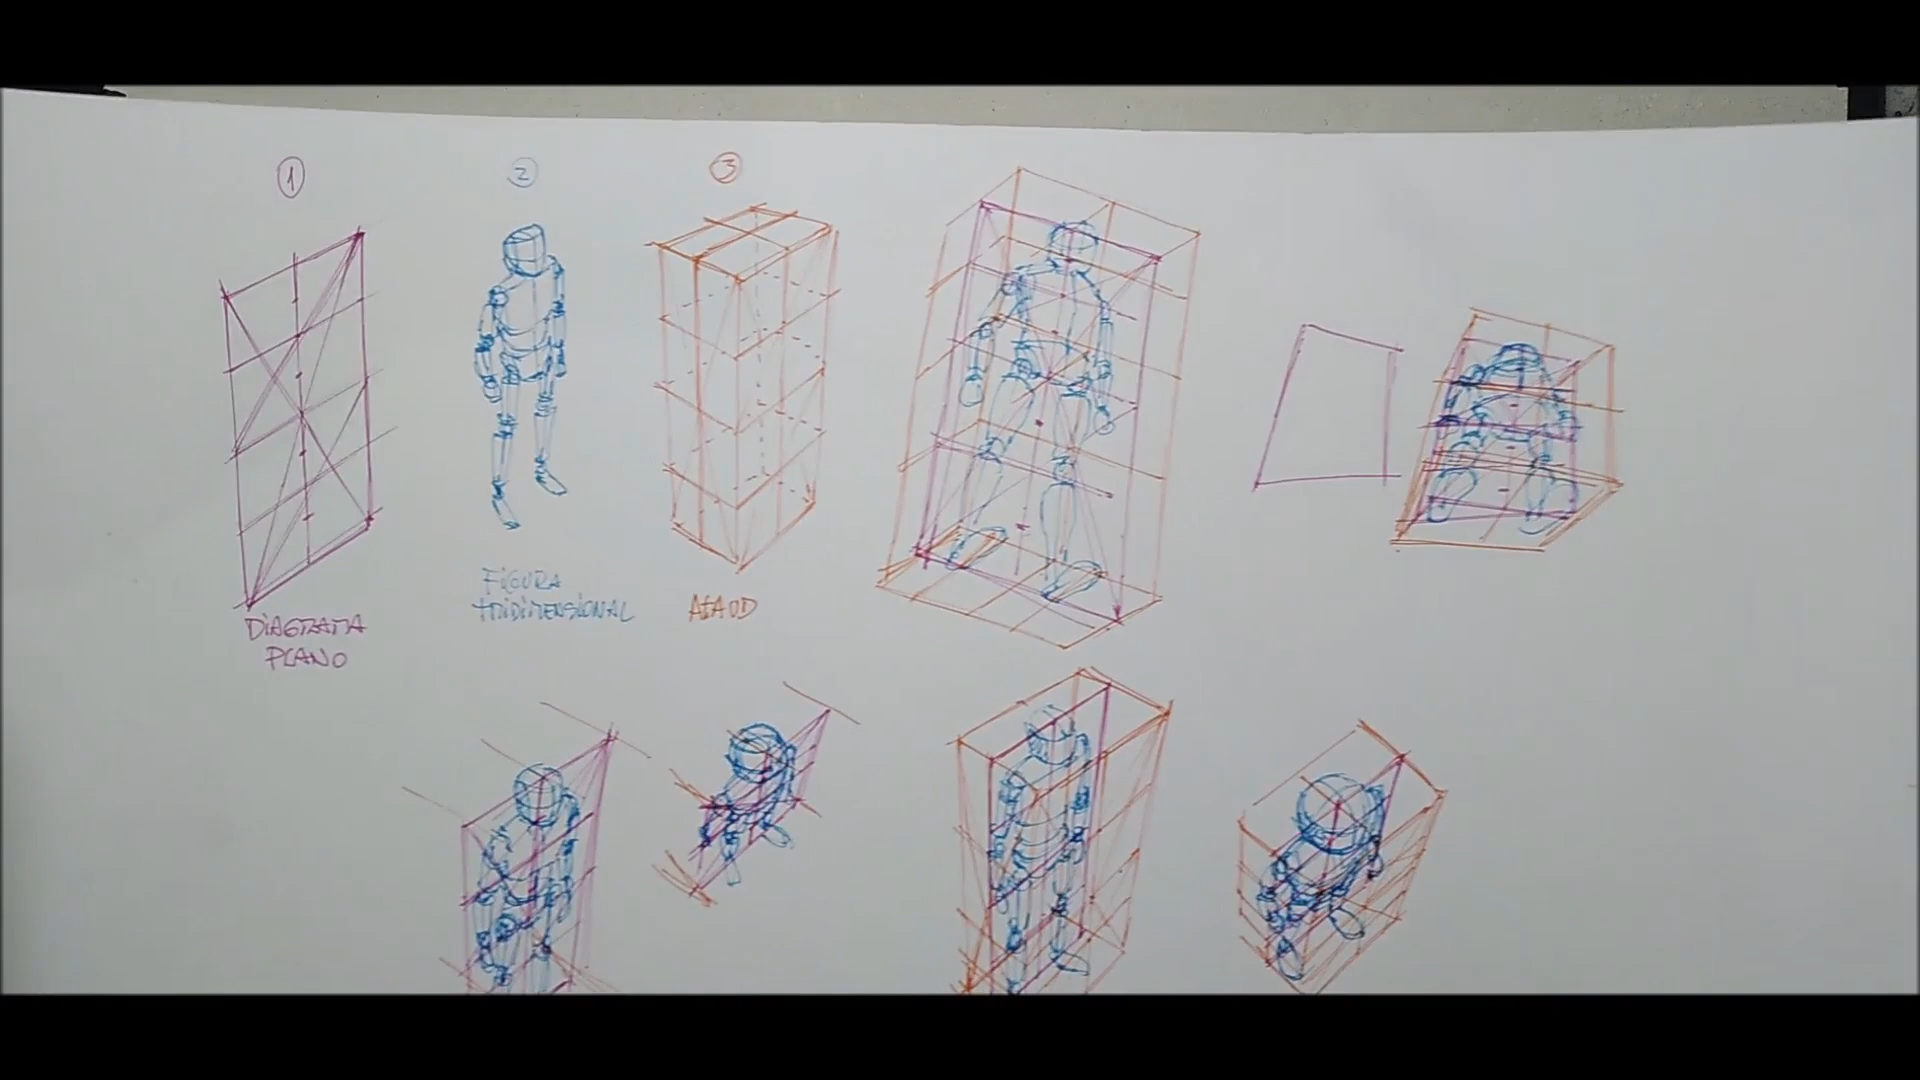 1
2
3
DIAGRAMA
PLANO
FIGURA
TRIDIMENSIONAL
ATAUD